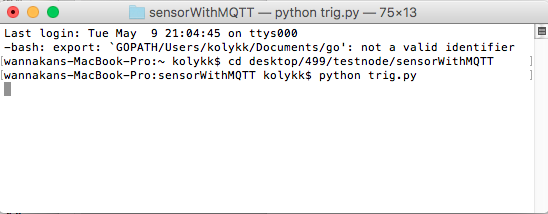 sensorWithMQTT — python trig.py — 75×13
Last login: Tue May  9 21:04:45 on ttys000
-bash: export: `GOPATH/Users/kolykk/Documents/go': not a valid identifier
[wannakans-MacBook-Pro:~ kolykk$ cd desktop/499/testnode/sensorWithMQTT ]
[wannakans-MacBook-Pro:sensorWithMQTT kolykk$ python trig.py ]